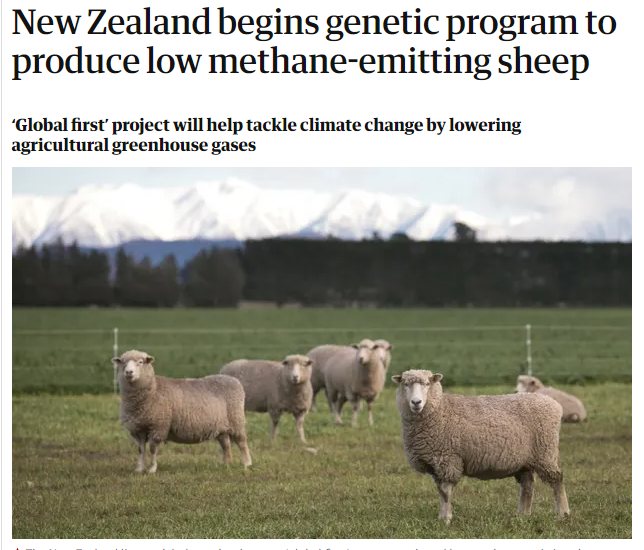 New Zealand begins genetic program to
produce low methane-emitting sheep
‘Global first’ project will help tackle climate change by lowering
agricultural greenhouse gases